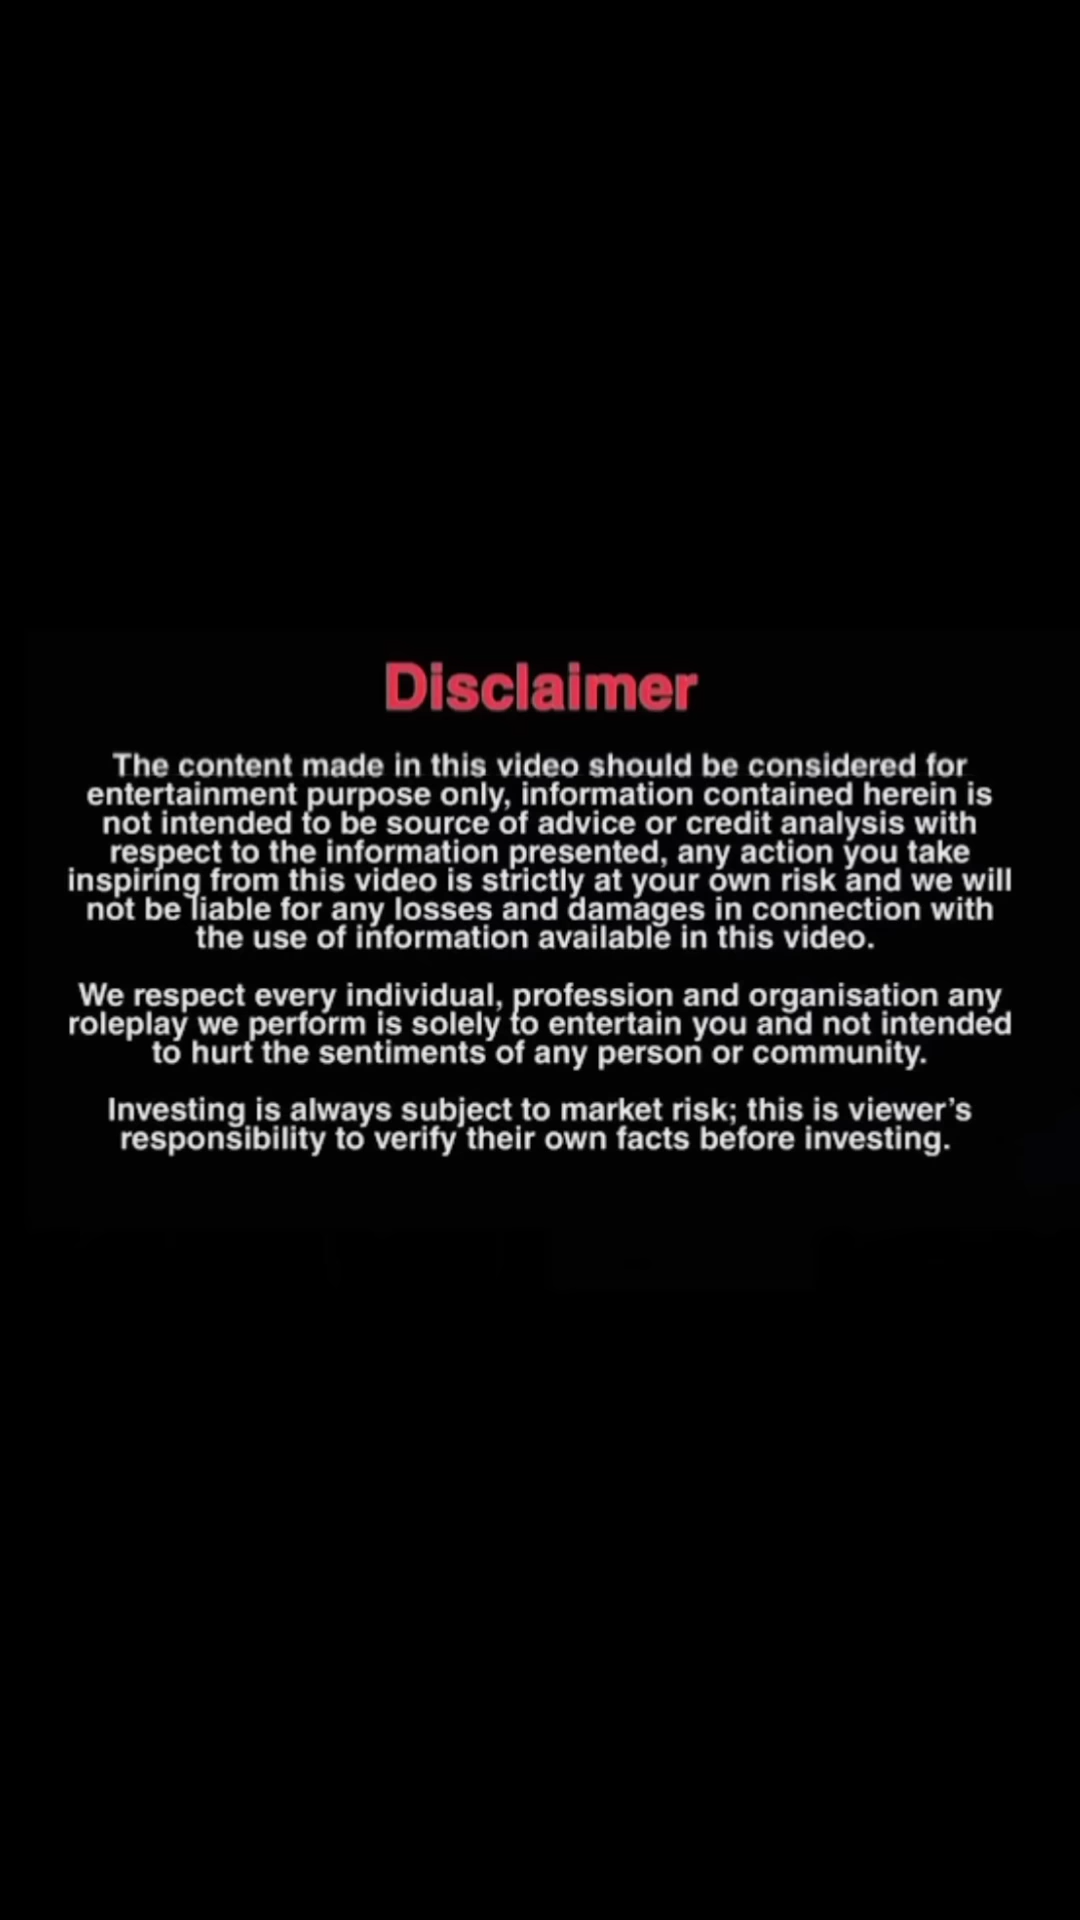 Disclaimer
The content made in this video should be considered for
entertainment purpose only, information contained herein is
not intended to be source of advice or credit analysis with
respect to the information presented, any action you take
inspiring from this video is strictly at your own risk and we will
not be liable for any losses and damages in connection with
the use of information available in this video.
We respect every individual, profession and organisation any
roleplay we perform is solely to entertain you and not intended
to hurt the sentiments of any person or community.
Investing is always subject to market risk; this is viewer’s
responsibility to verify their own facts before investing.